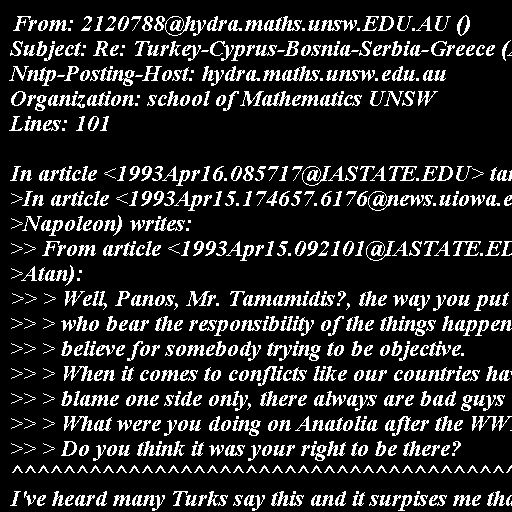 From: 2120788@hydra.maths.unsw.EDU.AU ()
Subject: Re: Turkey-Cyprus-Bosnia-Serbia-Greece (
Nntp-Posting-Host: hydra.maths.unsw.edu.au
Organization: school of Mathematics UNSW
Lines: 101

In article <1993Apr16.085717@IASTATE.EDU> tan
>In article <1993Apr15.174657.6176@news.uiowa.e
>Napoleon) writes:
>> From article <1993Apr15.092101@IASTATE.ED
>Atan):
>> > Well, Panos, Mr. Tamamidis?, the way you put
>> > who bear the responsibility of the things happen
>> > believe for somebody trying to be objective.
>> > When it comes to conflicts like our countries ha
>> > blame one side only, there always are bad guys
>> > What were you doing on Anatolia after the WW
>> > Do you think it was your right to be there?
^^^^^^^^^^^^^^^^^^^^^^^^^^^^^^^^^^^^^^^
I've heard many Turks say this and it surpises me tha